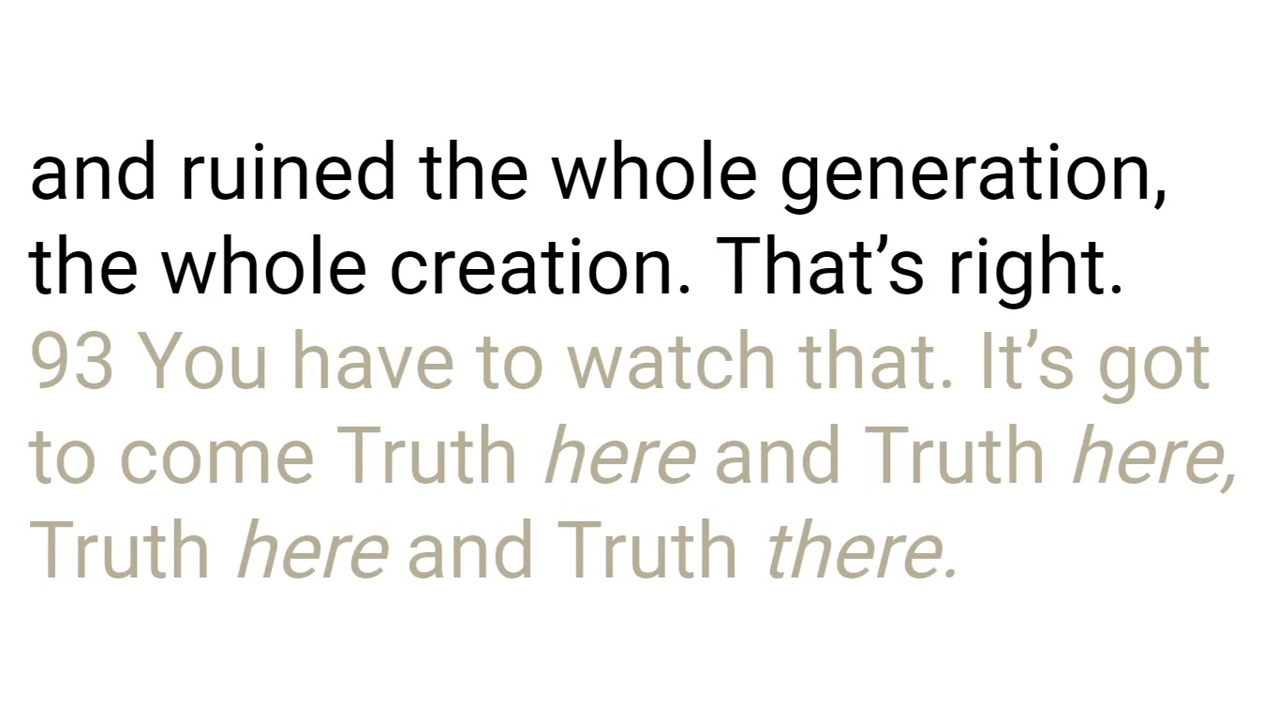 and ruined the whole generation,
the whole creation. That’s right.
93 You have to watch that. It’s got
to come Truth here and Truth here,
Truth here and Truth there.